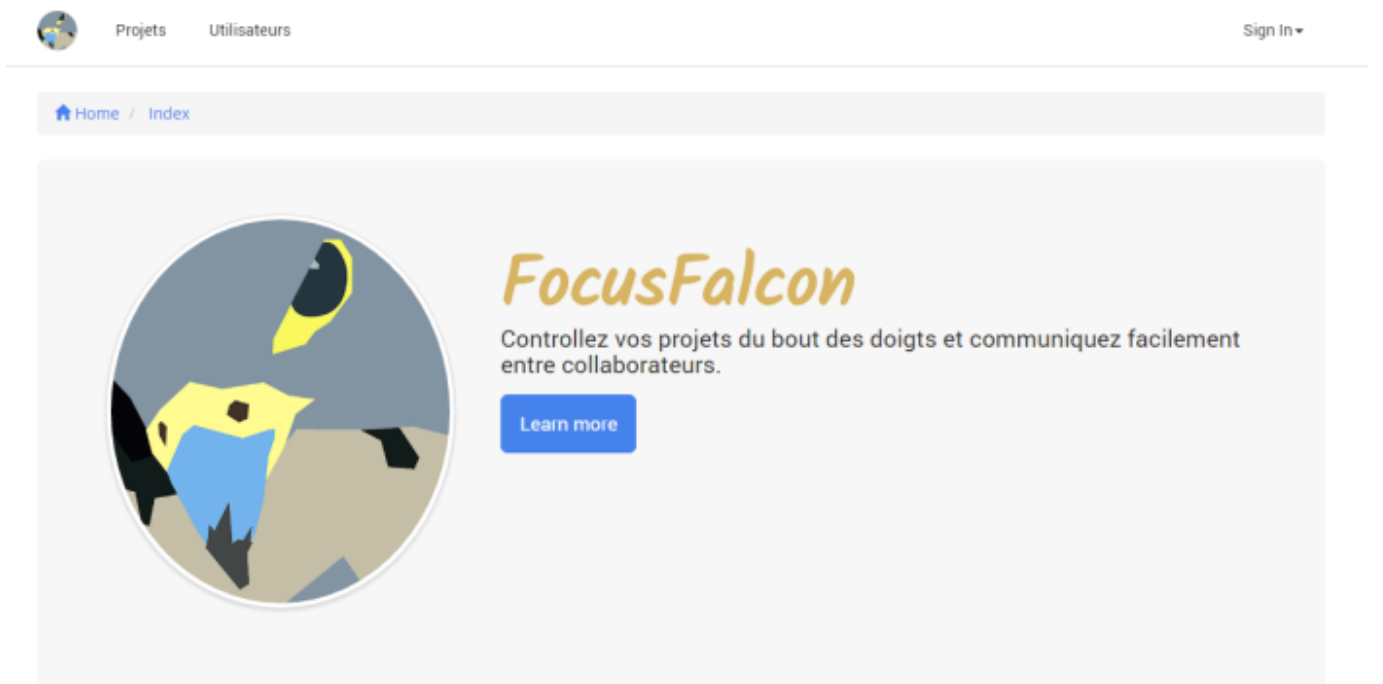 Projets Utilisateurs Sign In
Home / Index
FocusFalcon
Controllez vos projets du bout des doigts et communiquez facilement
entre collaborateurs.
Learn more